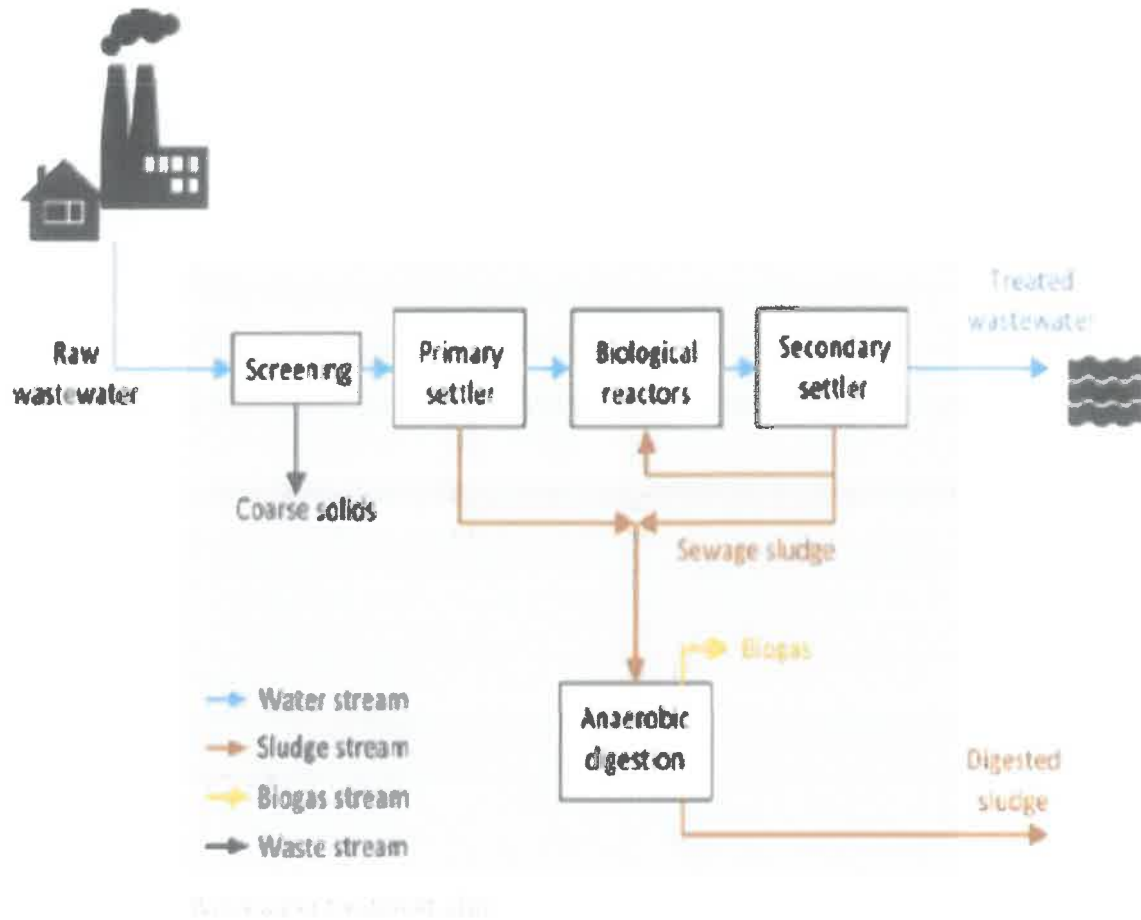 Treated
wastewater
Raw
wastewater
Screening
Primary
settler
Biological
reactors
Secondary
settler
Coarse solids
Sewage sludge
Biogas
Water stream
Anaerobic
digestion
Sludge stream
Digested
sludge
Biogas stream
Waste stream